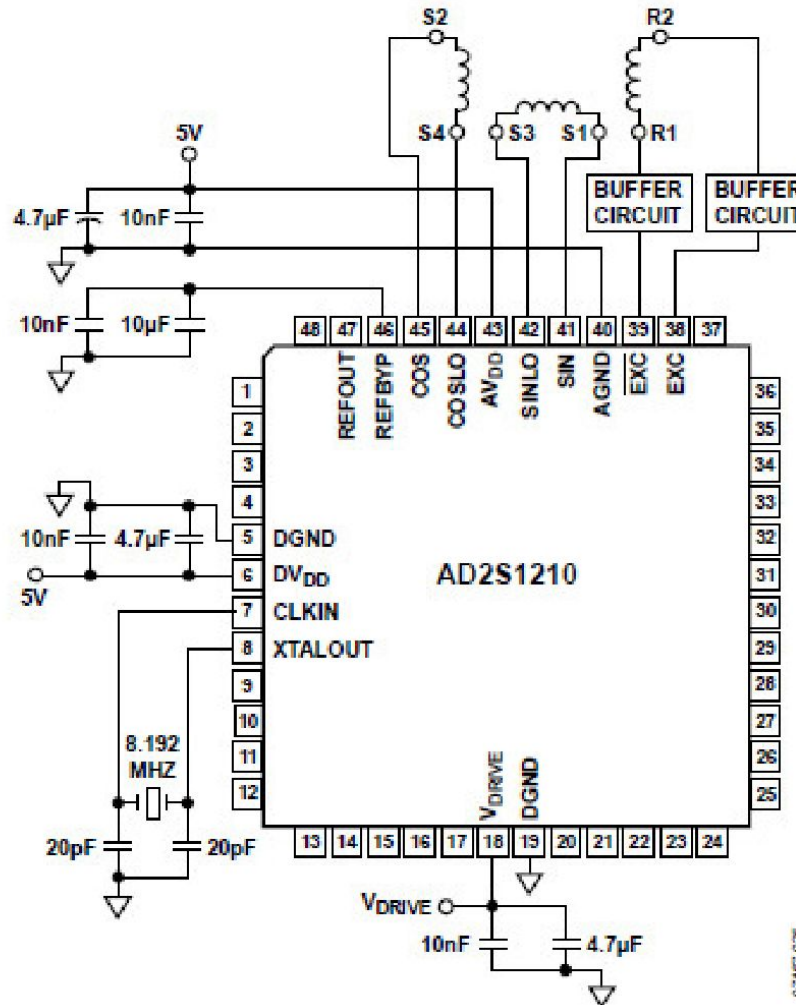 S2
R2
S4
S3
S1
R1
5V
BUFFER
CIRCUIT
BUFFER
CIRCUIT
4.7µF
10nF
10nF
10µF
48
47
46
45
44
43
42
41
40
39
38
37
REFOUT
REFBYP
COS
COSLO
AVDD
SINLO
SIN
AGND
EXC
EXC
1
2
3
4
5
6
7
8
9
10
11
12
36
35
34
33
32
31
30
29
28
27
26
25
10nF
4.7µF
5V
DGND
DVDD
CLKIN
XTALOUT
AD2S1210
8.192
MHZ
20pF
20pF
VDRIVE
DGND
13
14
15
16
17
18
19
20
21
22
23
24
VDRIVE
10nF
4.7µF